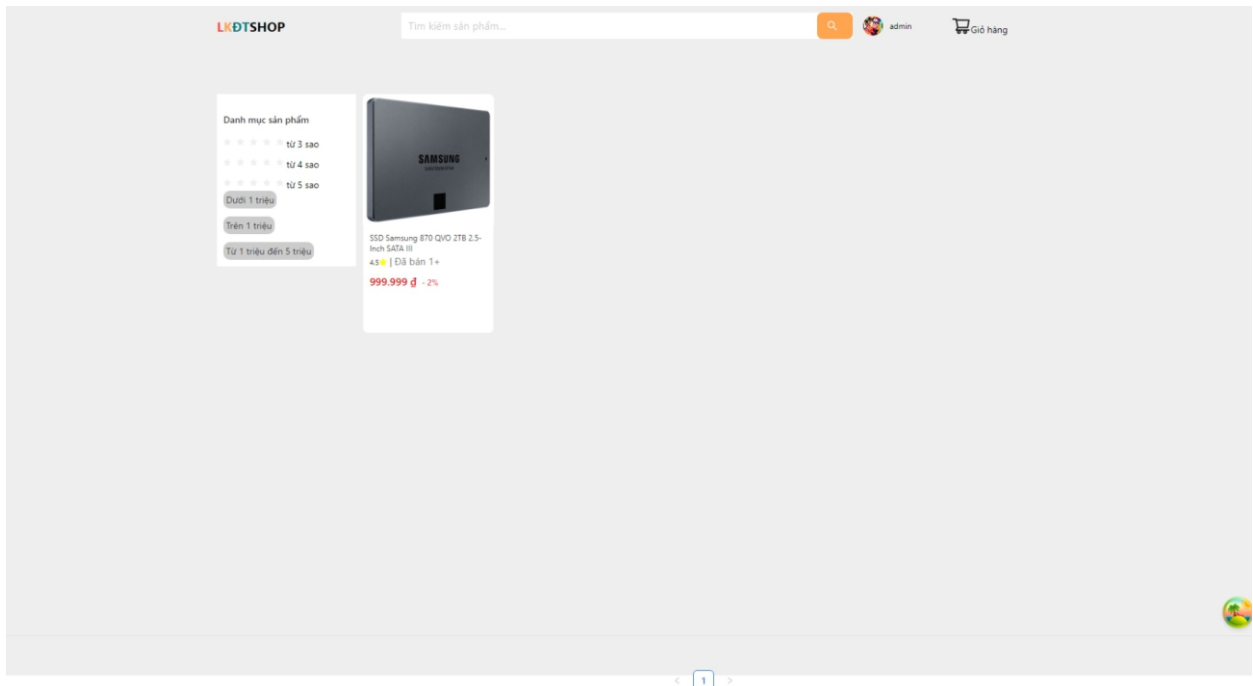 LKĐTSHOP
Tìm kiếm sản phẩm...
admin
Giỏ hàng
Danh mục sản phẩm
từ 3 sao
từ 4 sao
từ 5 sao
Dưới 1 triệu
Trên 1 triệu
Từ 1 triệu đến 5 triệu
SAMSUNG
SSD Samsung 870 QVO 2TB 2.5-
Inch SATA III
4.5 | Đã bán 1+
999.999 ₫ - 2%
< 1 >